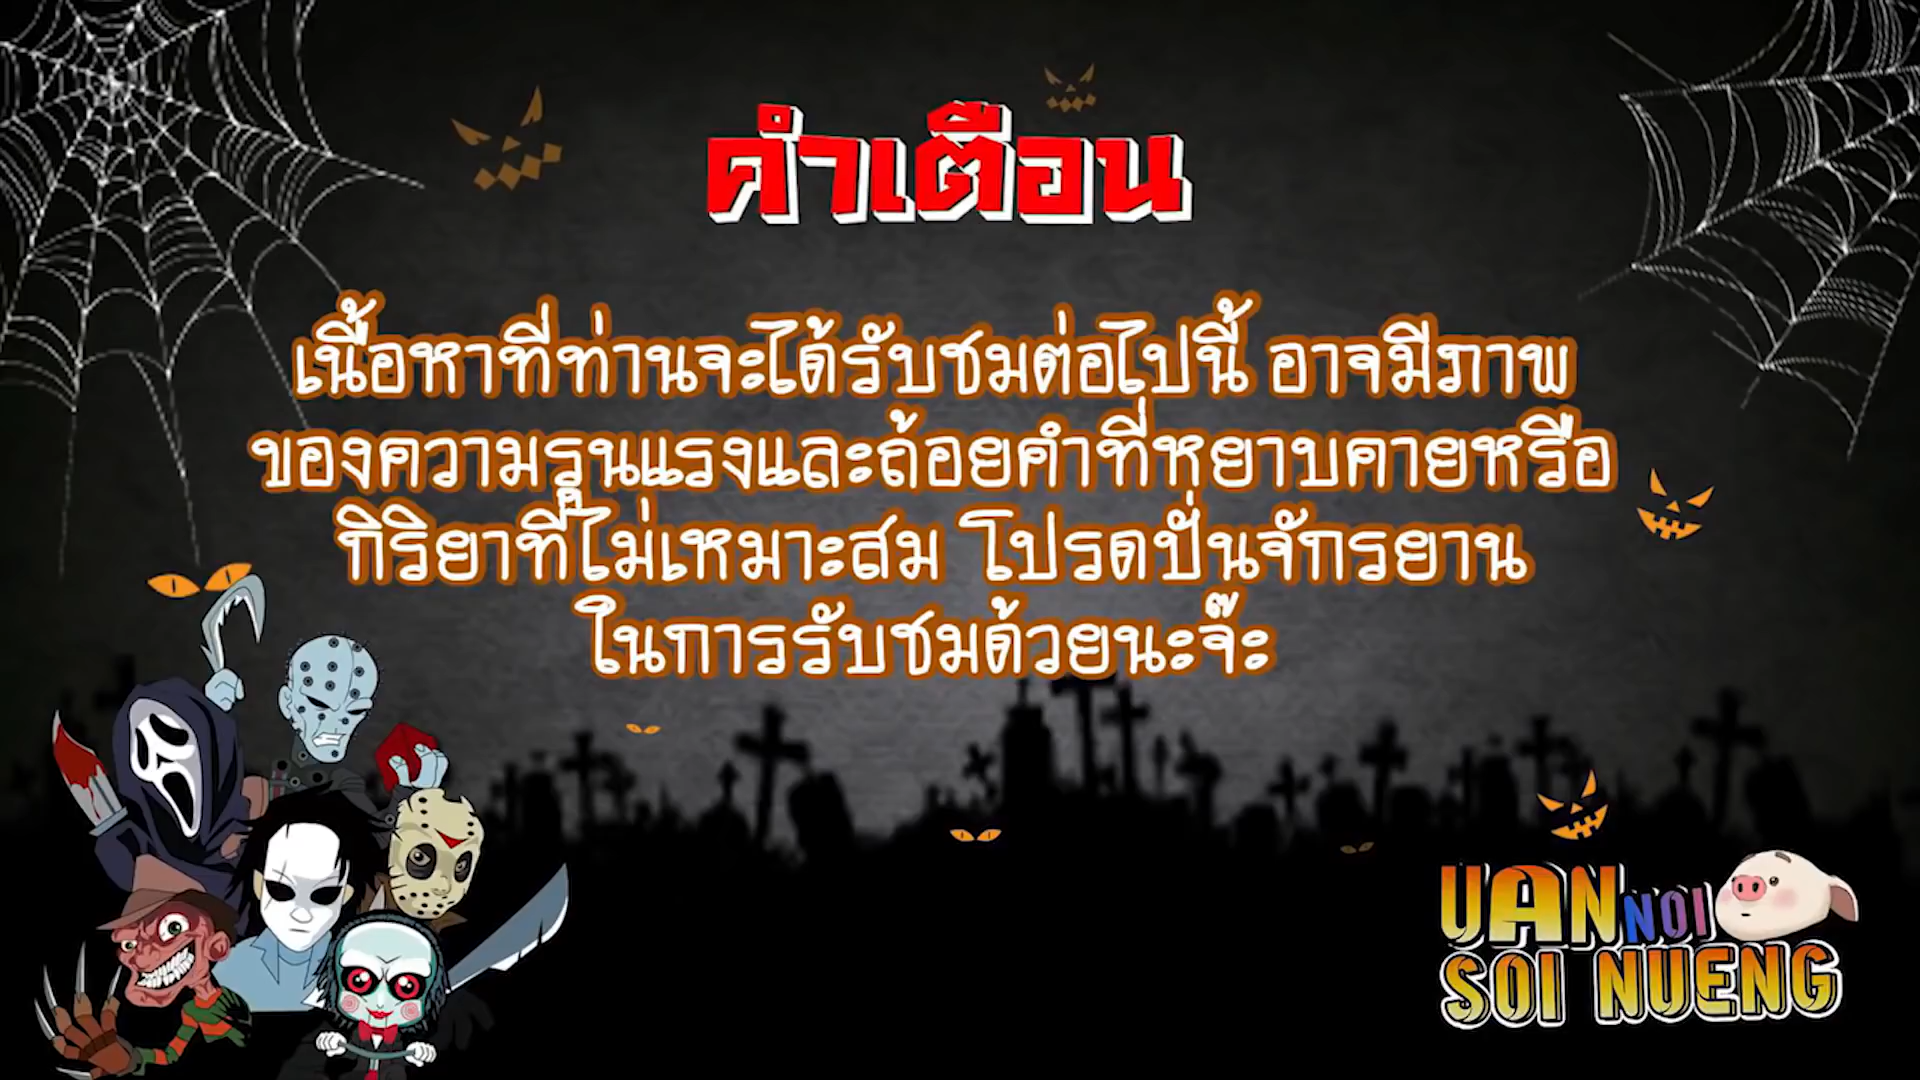 คำเตือน
เนื้อหาที่ท่านจะได้รับชมต่อไปนี้ อาจมีภาพ
ของความรุนแรงและถ้อยคำที่หยาบคายหรือ
กิริยาที่ไม่เหมาะสม โปรดปั่นจักรยาน
ในการรับชมด้วยนะจ๊ะ
UAN NOI
SOI NUENG